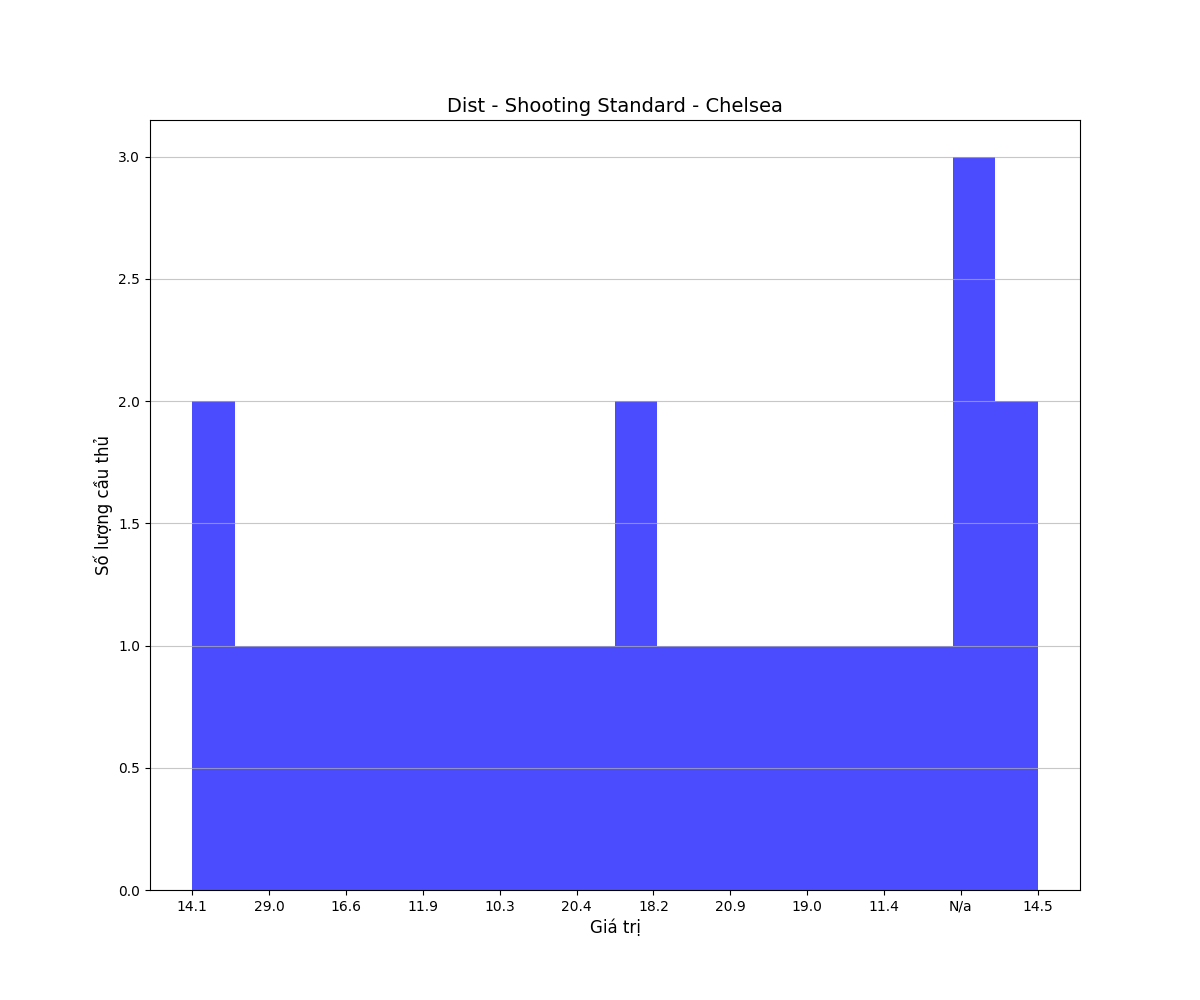 Dist - Shooting Standard - Chelsea
3.0
2.5
2.0
1.5
1.0
0.5
0.0
Số lượng cầu thủ
14.1 29.0 16.6 11.9 10.3 20.4 18.2 20.9 19.0 11.4 N/a 14.5
Giá trị